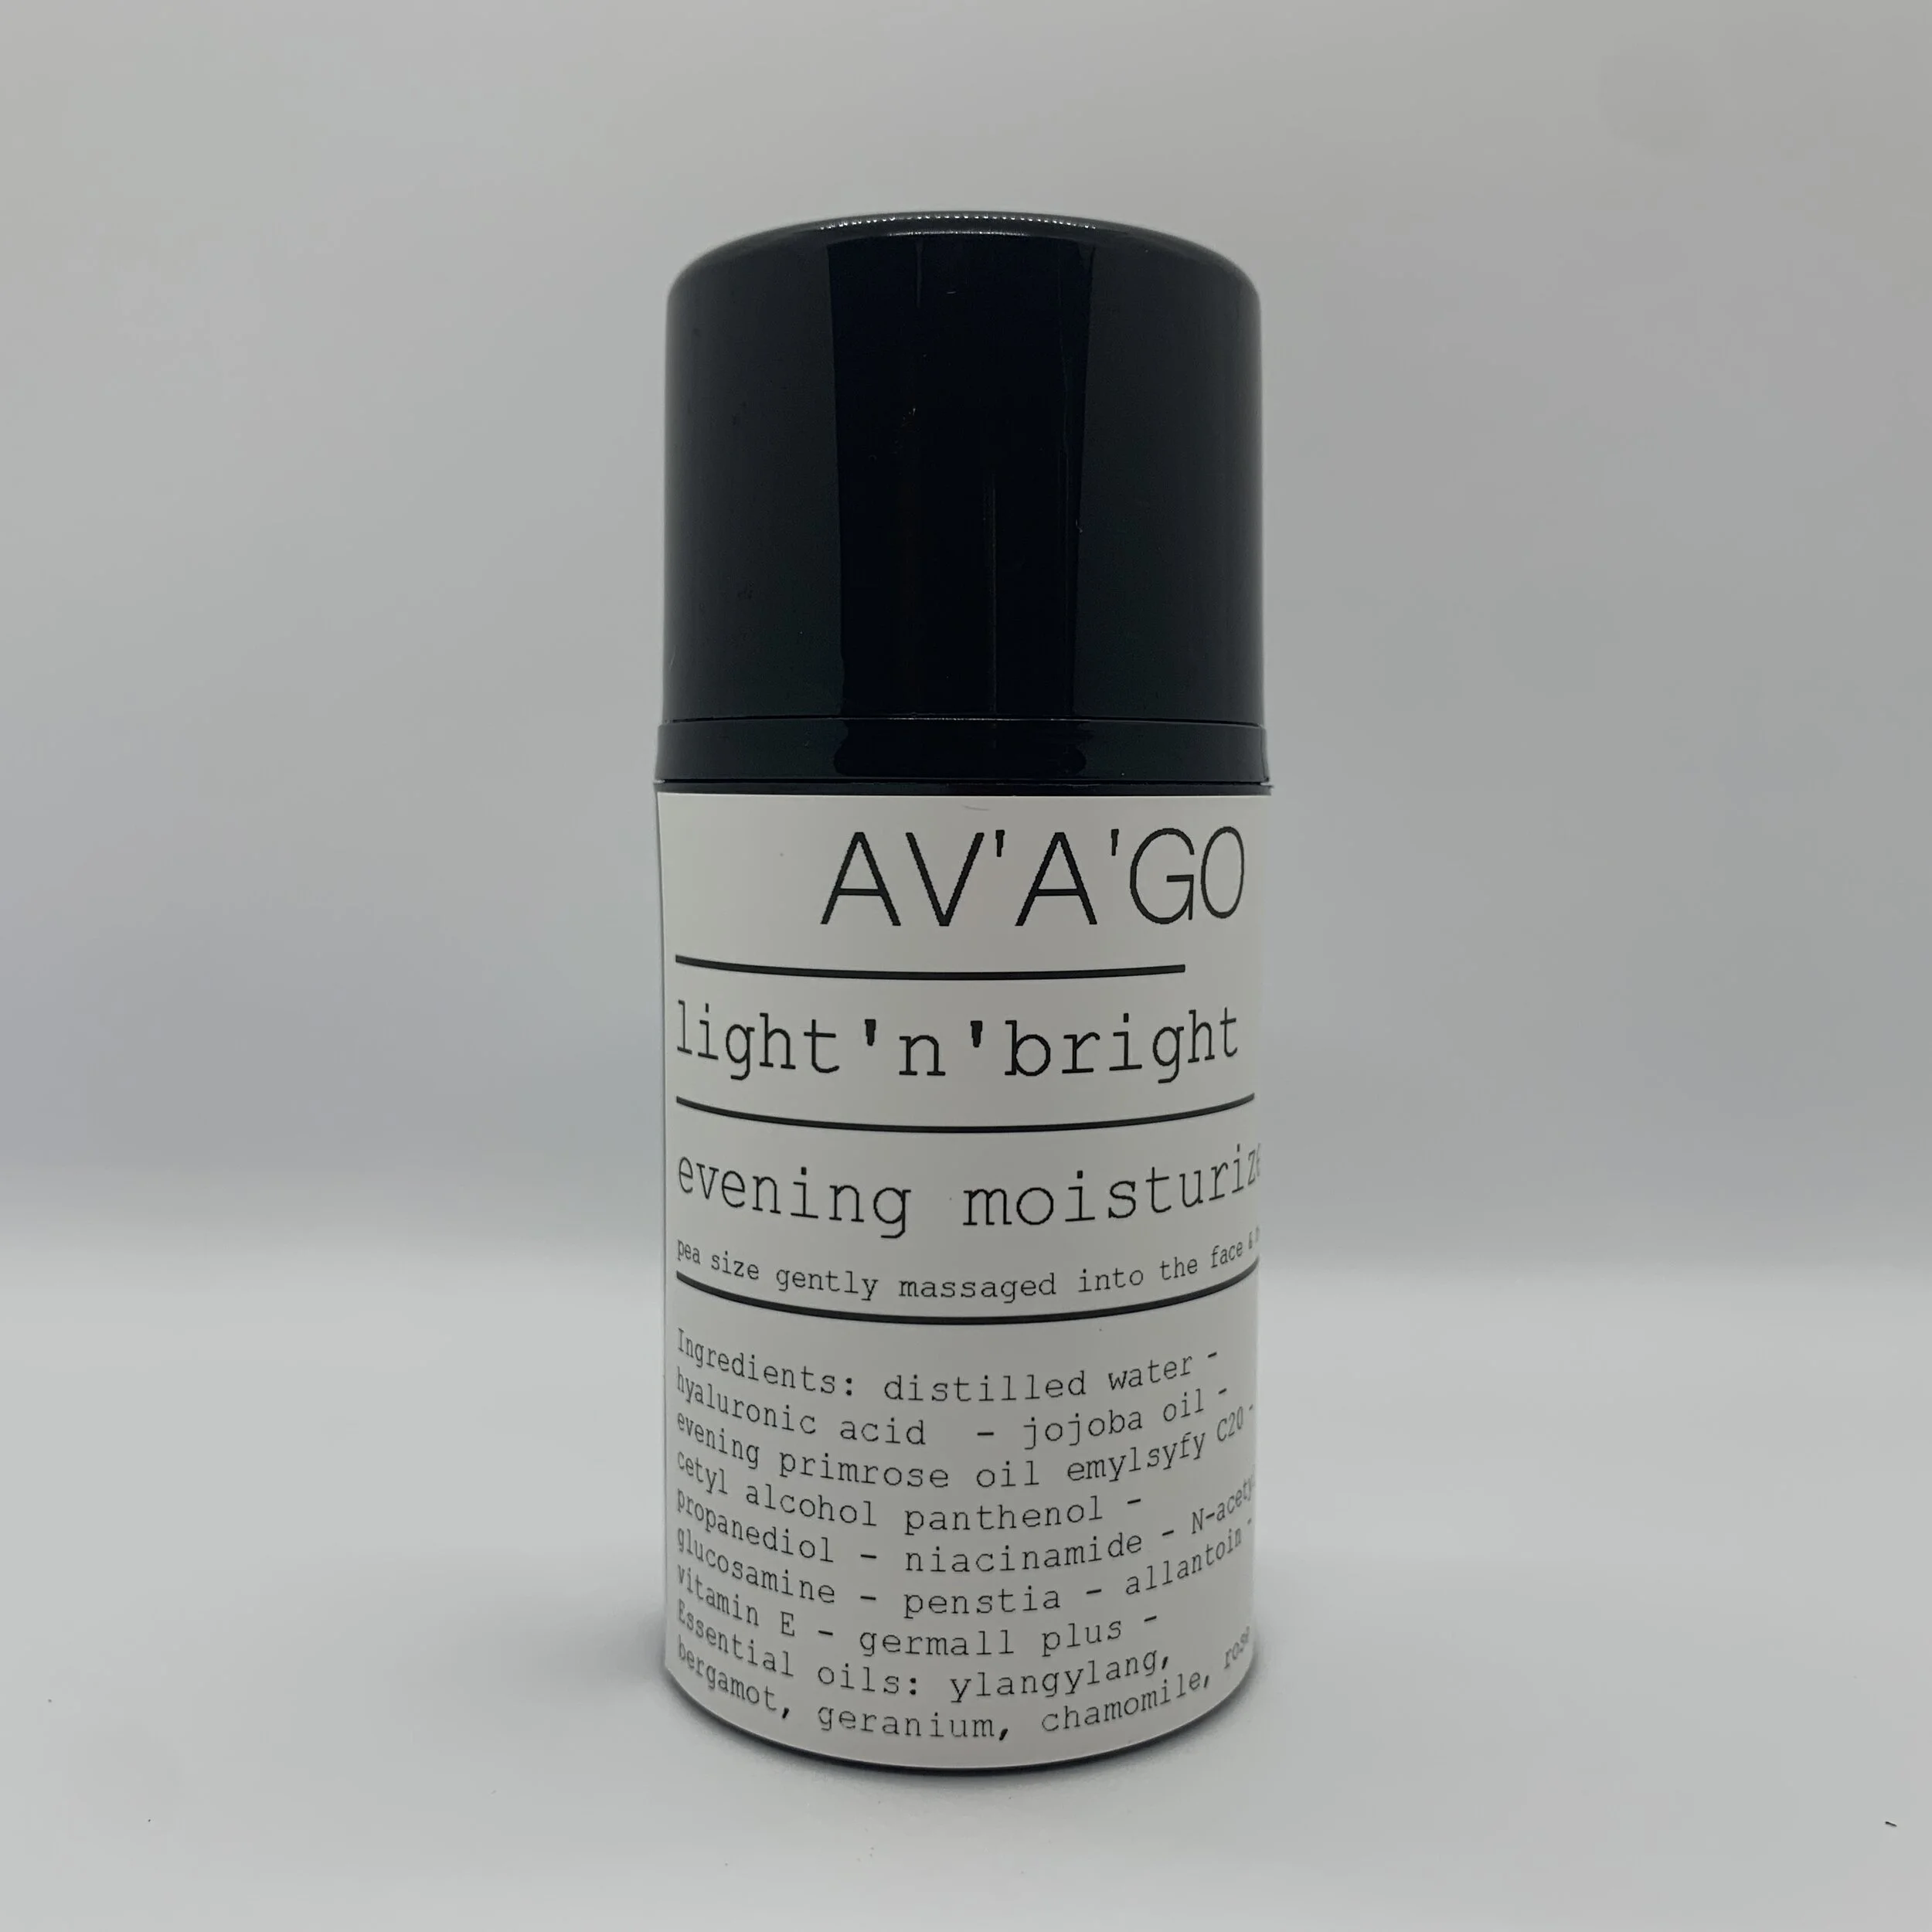 AV'A'GO
light'n'bright
evening
pea size gently massaged into the face &
Ingredients: distilled water -
hyaluronic acid - jojoba oil -
evening primrose oil emylsyfy C20 -
cetyl alcohol panthenol -
propanediol - niacinamide -
glucosamine - penstia - allantoin -
vitamin E - germall plus -
Essential oils: ylangylang,
bergamot, geranium, chamomile, rose